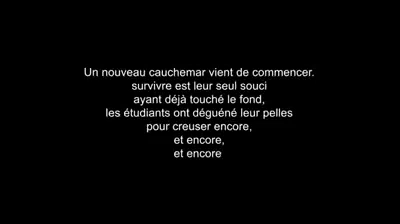 Un nouveau cauchemar vient de commencer.
survivre est leur seul souci
ayant déjà touché le fond,
les étudiants ont déguéné leur pelles
pour creuser encore,
et encore,
et encore